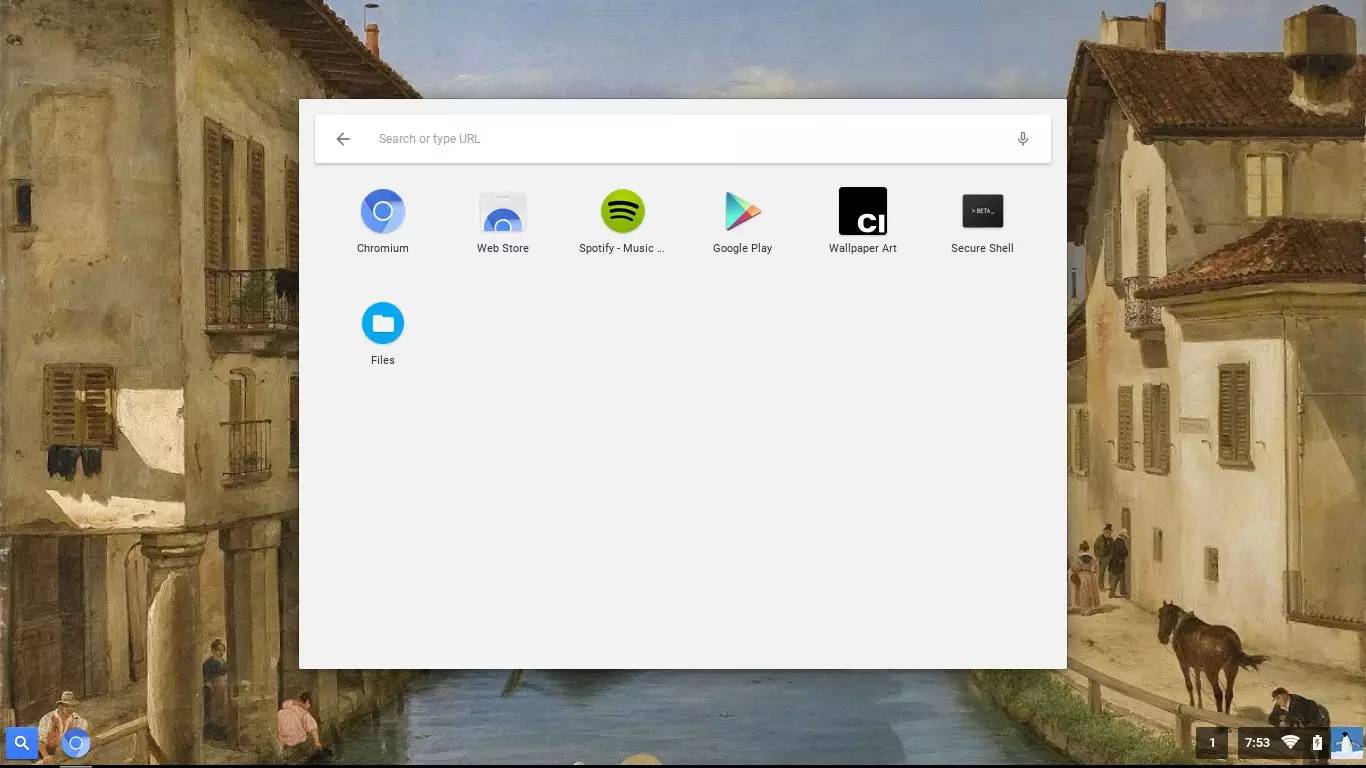 Search or type URL
Chromium
Web Store
Spotify - Music ...
Google Play
CI
Wallpaper Art
> BETA_
Secure Shell
Files
1
7:53